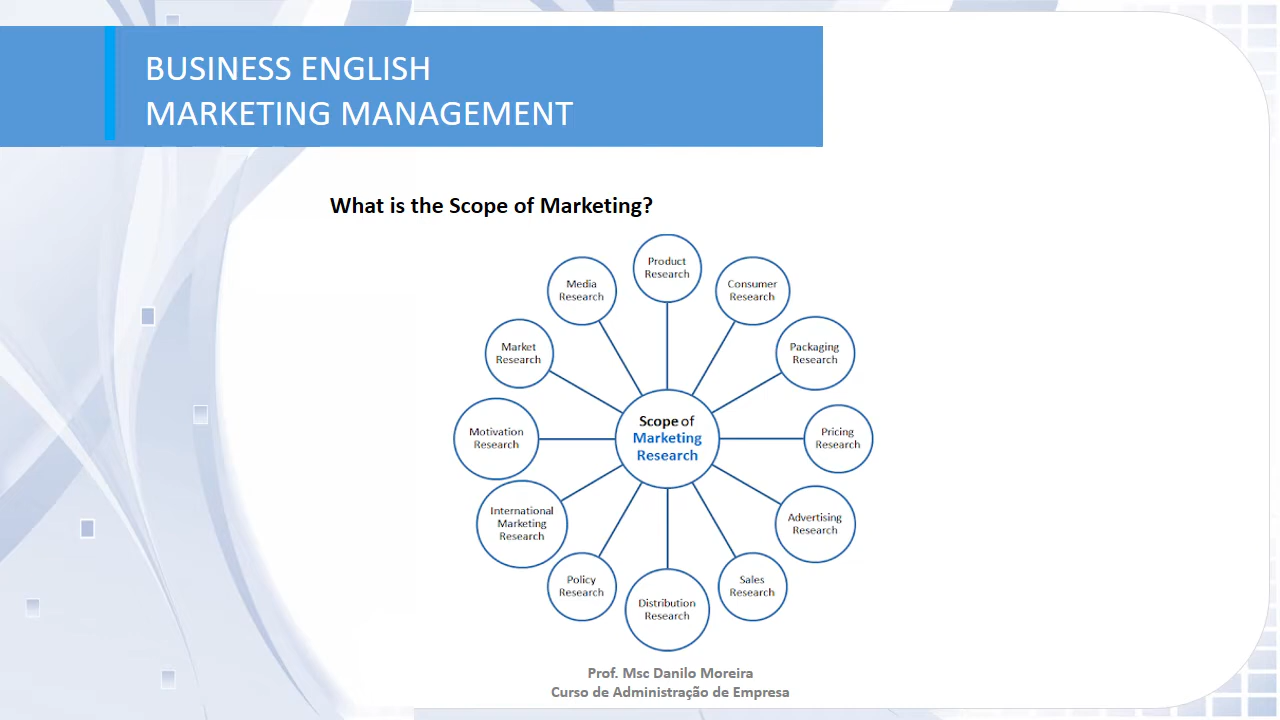 BUSINESS ENGLISH
MARKETING MANAGEMENT
What is the Scope of Marketing?
Product
Research
Consumer
Research
Packaging
Research
Pricing
Research
Advertising
Research
Sales
Research
Distribution
Research
Policy
Research
International
Marketing
Research
Motivation
Research
Market
Research
Media
Research
Scope of
Marketing
Research
Prof. Msc Danilo Moreira
Curso de Administração de Empresa